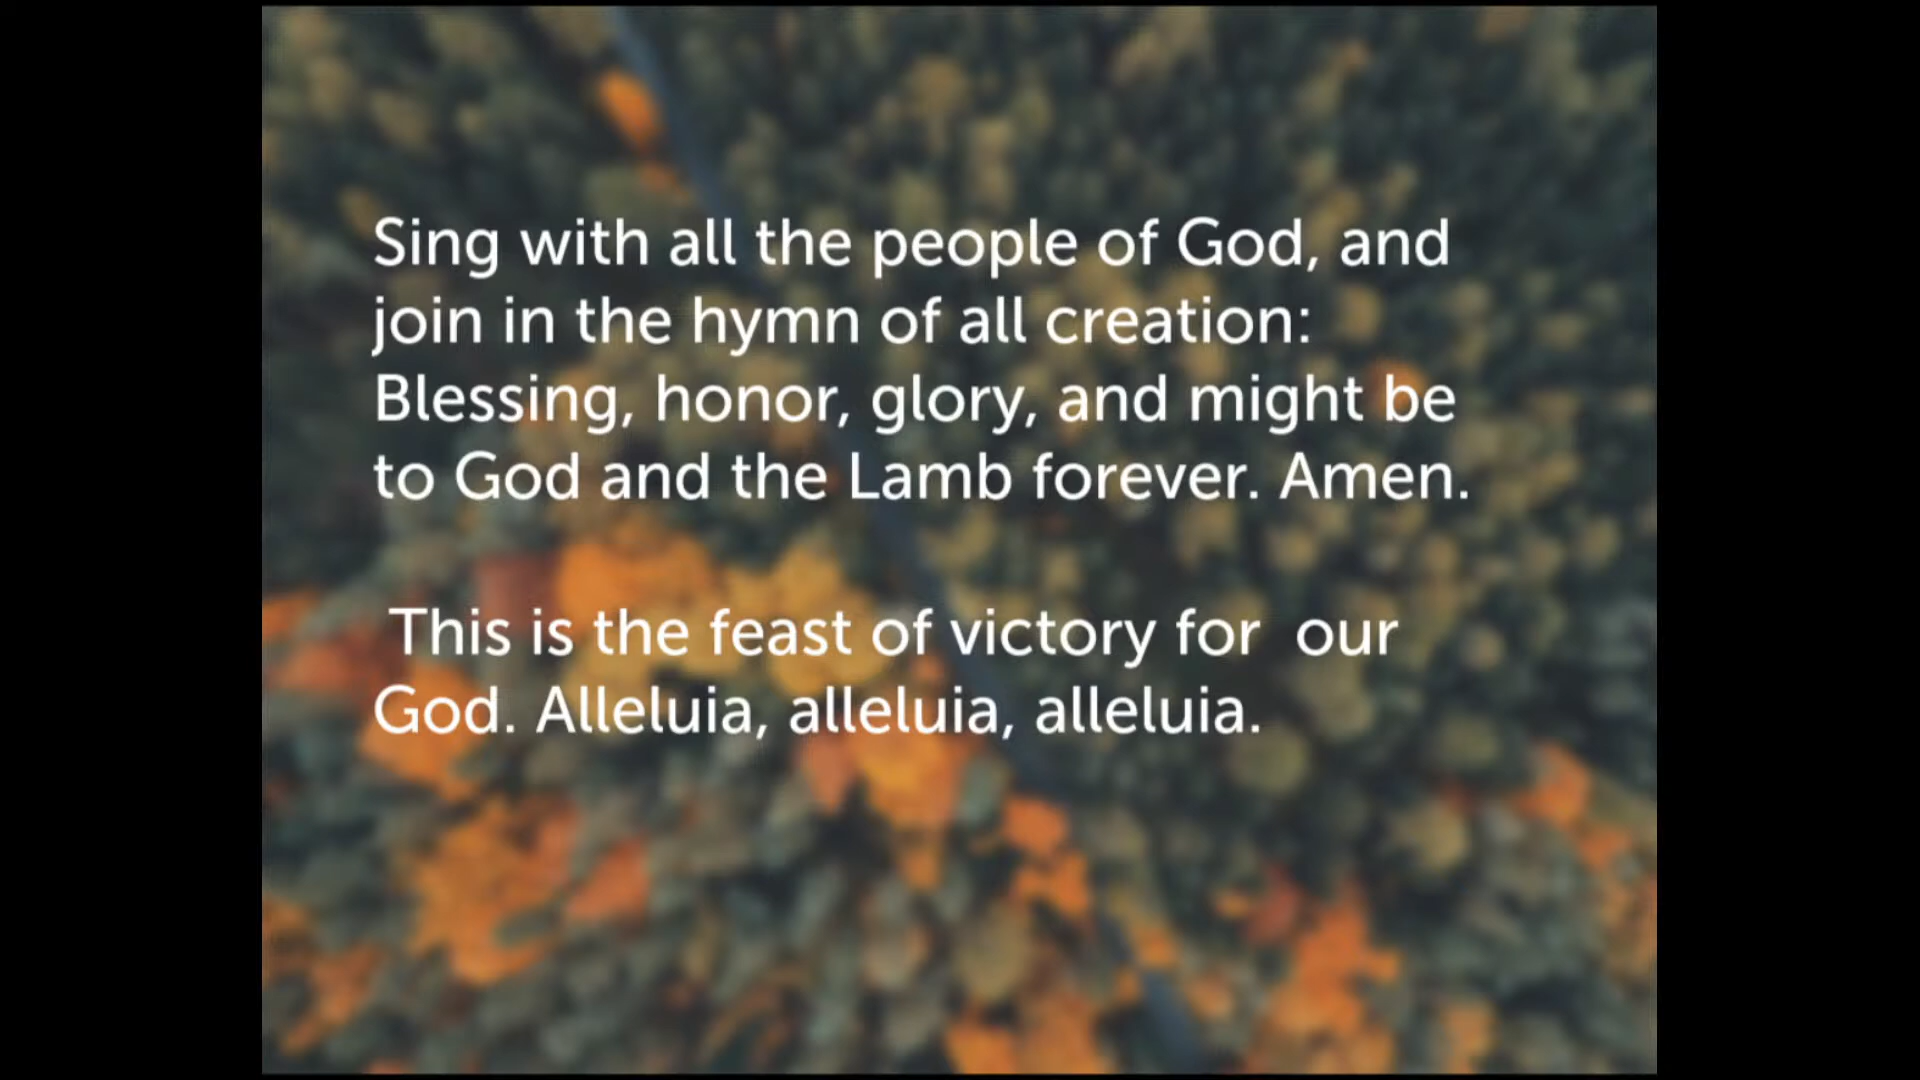 Sing with all the people of God, and
join in the hymn of all creation:
Blessing, honor, glory, and might be
to God and the Lamb forever. Amen.
This is the feast of victory for  our
God. Alleluia, alleluia, alleluia.